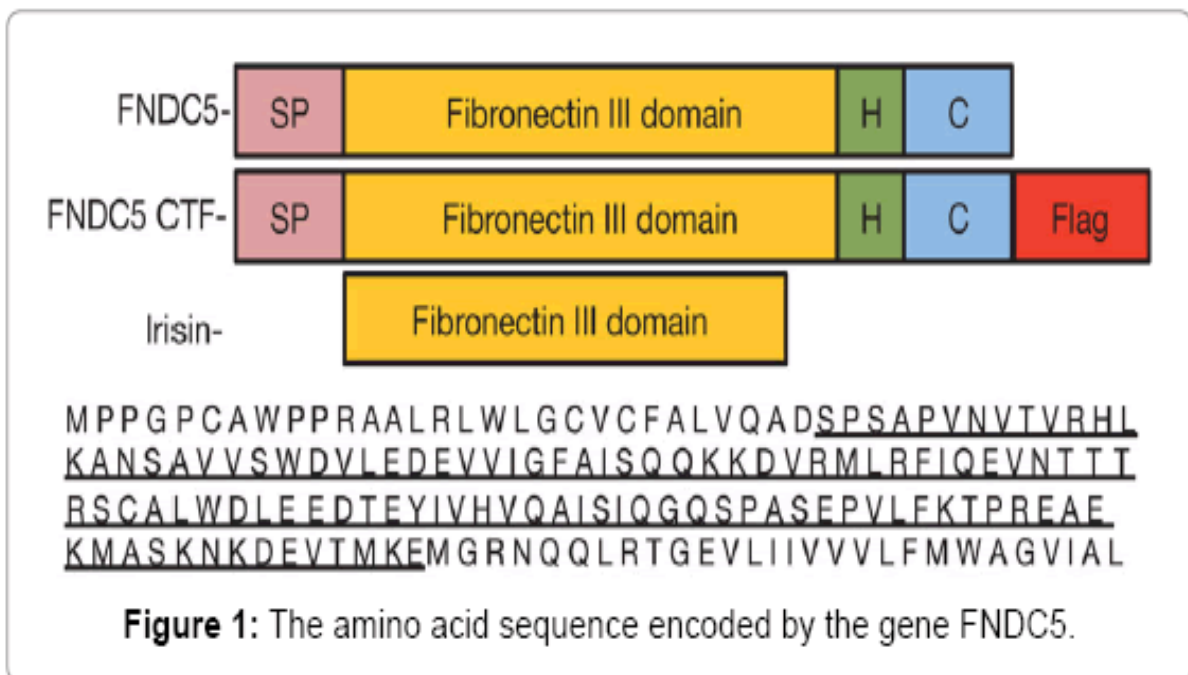 FNDC5- SP Fibronectin III domain H C
FNDC5 CTF- SP Fibronectin III domain H C Flag
Irisin- Fibronectin III domain
MPPGPCAWPPRAALRLWLGCVCFALVQADSPSAPVNVTVRHL
KANSAVVSWDVLEDEVVIGFAISQQKKDVRMLRFIQEVNTTT
RSCALWDLEEDTEYIVHVQAISIQGQSPASEPVLFKTPREAE
KMASKNKDEVTMKEMGRNQQLRTGEVLIIVVVLFMWAGVIAL
Figure 1: The amino acid sequence encoded by the gene FNDC5.